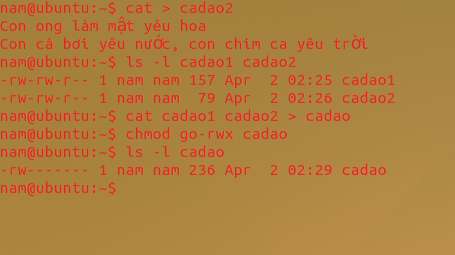 nam@ubuntu:~$ cat > cadao2
Con ong làm mật yêu hoa
Con cá bơi yêu nước, con chim ca yêu trời
nam@ubuntu:~$ ls -l cadao1 cadao2
-rw-rw-r-- 1 nam nam 157 Apr  2 02:25 cadao1
-rw-rw-r-- 1 nam nam  79 Apr  2 02:26 cadao2
nam@ubuntu:~$ cat cadao1 cadao2 > cadao
nam@ubuntu:~$ chmod go-rwx cadao
nam@ubuntu:~$ ls -l cadao
-rw------- 1 nam nam 236 Apr  2 02:29 cadao
nam@ubuntu:~$